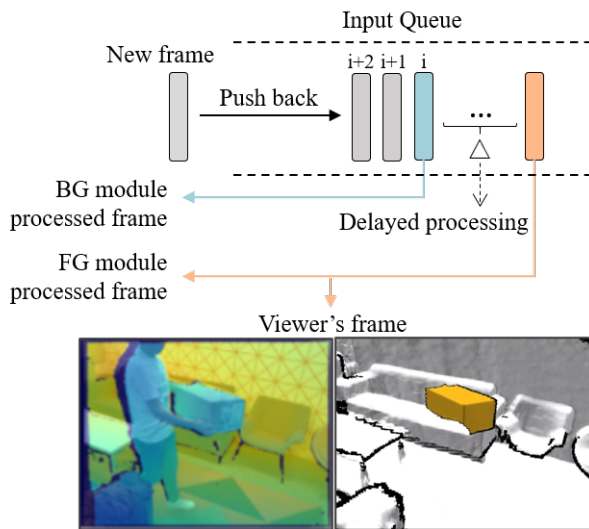 Input Queue
New frame
i+2 i+1 i
Push back
...
BG module
processed frame
Delayed processing
FG module
processed frame
Viewer's frame